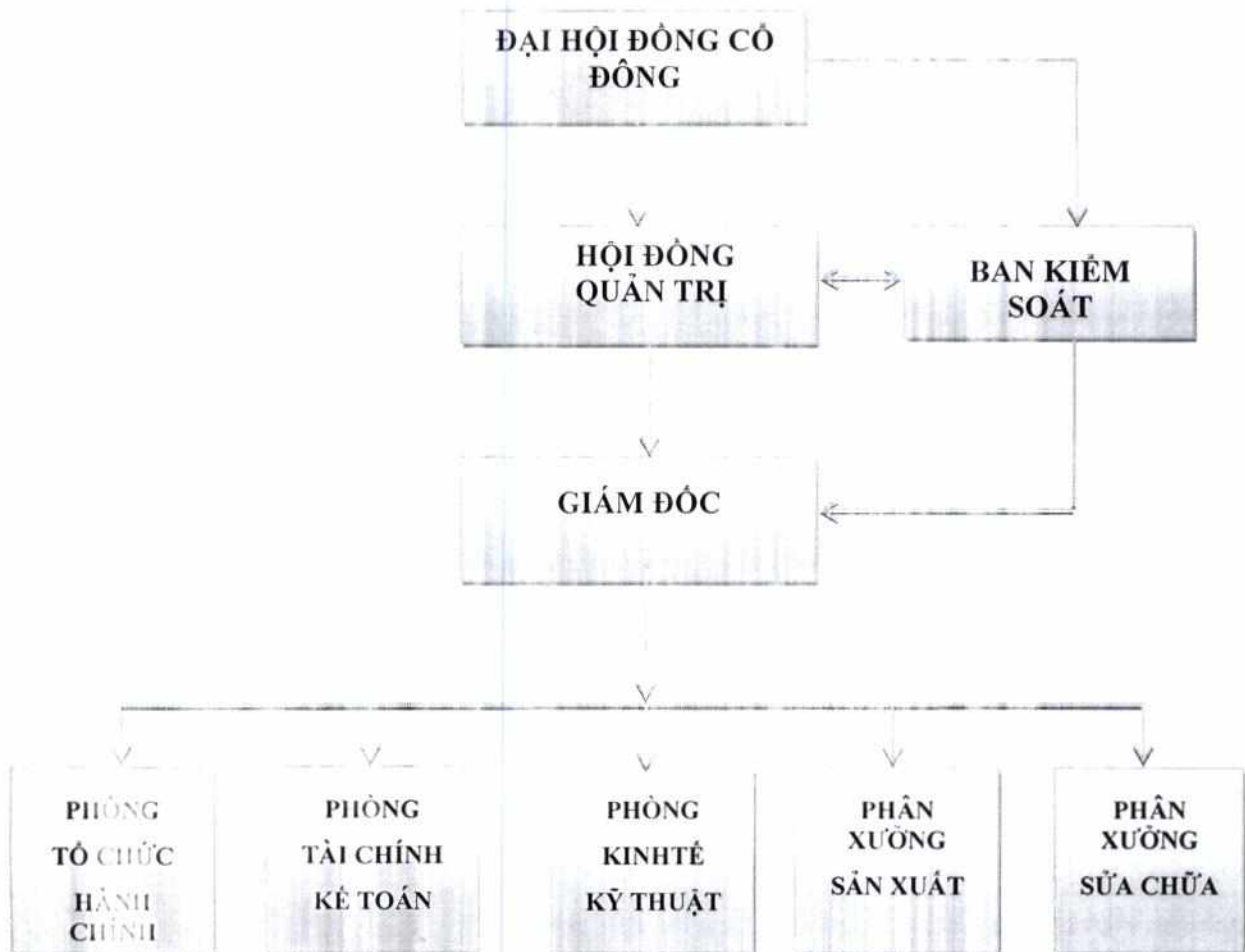 ĐẠI HỘI ĐỒNG CỔ
ĐÔNG
HỘI ĐỒNG
QUẢN TRỊ
BAN KIỂM
SOÁT
GIÁM ĐỐC
PHÒNG
TỔ CHỨC
HÀNH
CHÍNH
PHÒNG
TÀI CHÍNH
KẾ TOÁN
PHÒNG
KINHTẾ
KỸ THUẬT
PHÂN
XƯỞNG
SẢN XUẤT
PHÂN
XƯỞNG
SỬA CHỮA